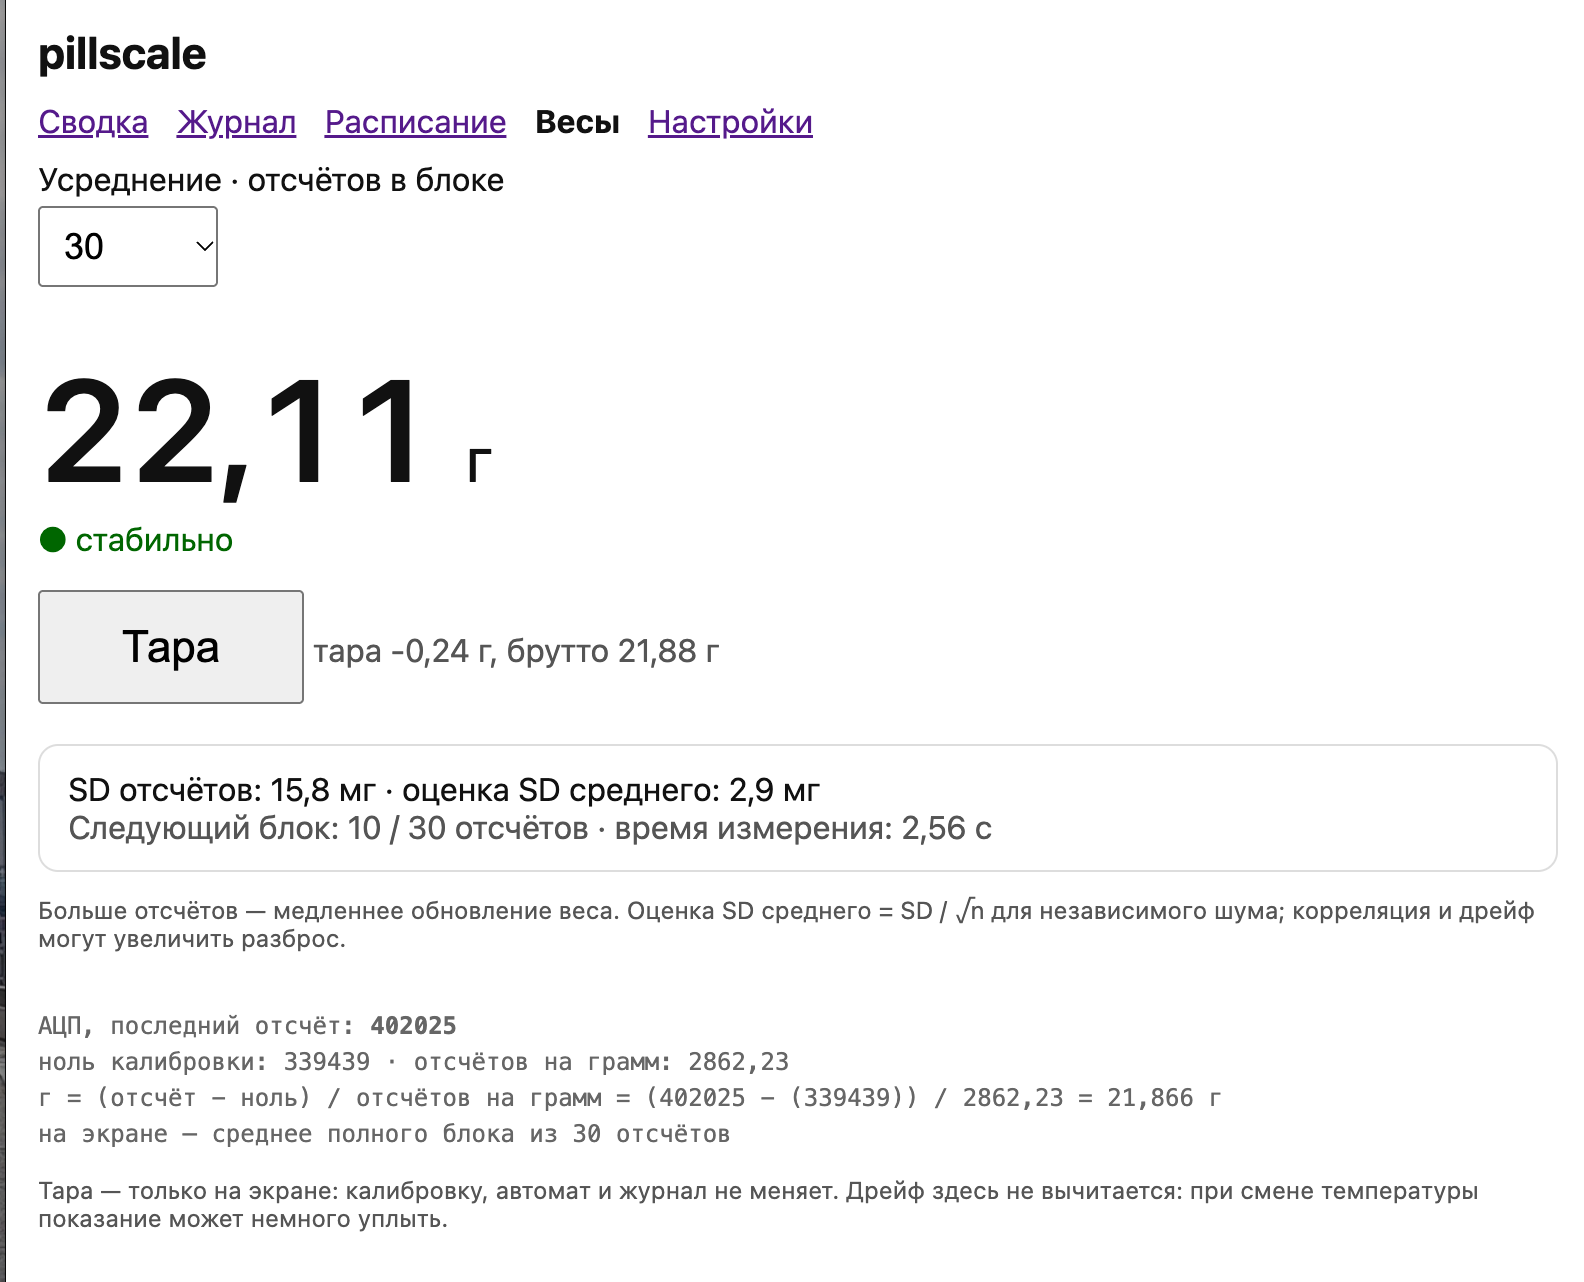 pillscale
Сводка Журнал Расписание Весы Настройки
Усреднение · отсчётов в блоке
30
22,11 г
стабильно
Тара тара -0,24 г, брутто 21,88 г
SD отсчётов: 15,8 мг · оценка SD среднего: 2,9 мг
Следующий блок: 10 / 30 отсчётов · время измерения: 2,56 с
Больше отсчётов — медленнее обновление веса. Оценка SD среднего = SD / √n для независимого шума; корреляция и дрейф
могут увеличить разброс.
АЦП, последний отсчёт: 402025
ноль калибровки: 339439 · отсчётов на грамм: 2862,23
г = (отсчёт − ноль) / отсчётов на грамм = (402025 − (339439)) / 2862,23 = 21,866 г
на экране — среднее полного блока из 30 отсчётов
Тара — только на экране: калибровку, автомат и журнал не меняет. Дрейф здесь не вычитается: при смене температуры
показание может немного уплыть.